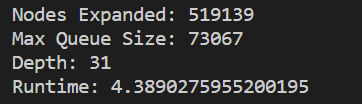 Nodes Expanded: 519139
Max Queue Size: 73067
Depth: 31
Runtime: 4.3890275955200195